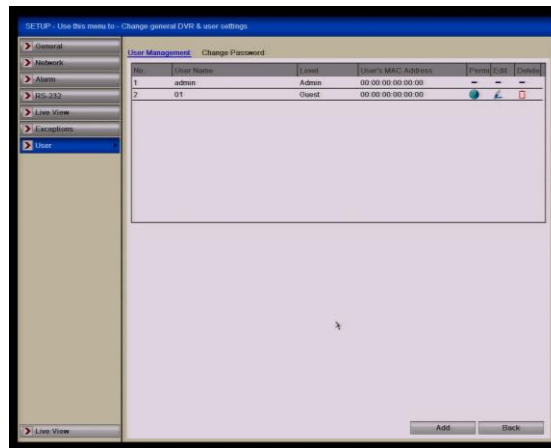 SETUP - Use this menu to - Change general DVR & user settings
General
Network
Alarm
RS-232
Live View
Exceptions
User
User Management Change Password
No. User Name Level User's MAC Address Permi Edit Delete
1 admin Admin 00:00:00:00:00:00 – – –
2 01 Guest 00:00:00:00:00:00
Live View
Add Back